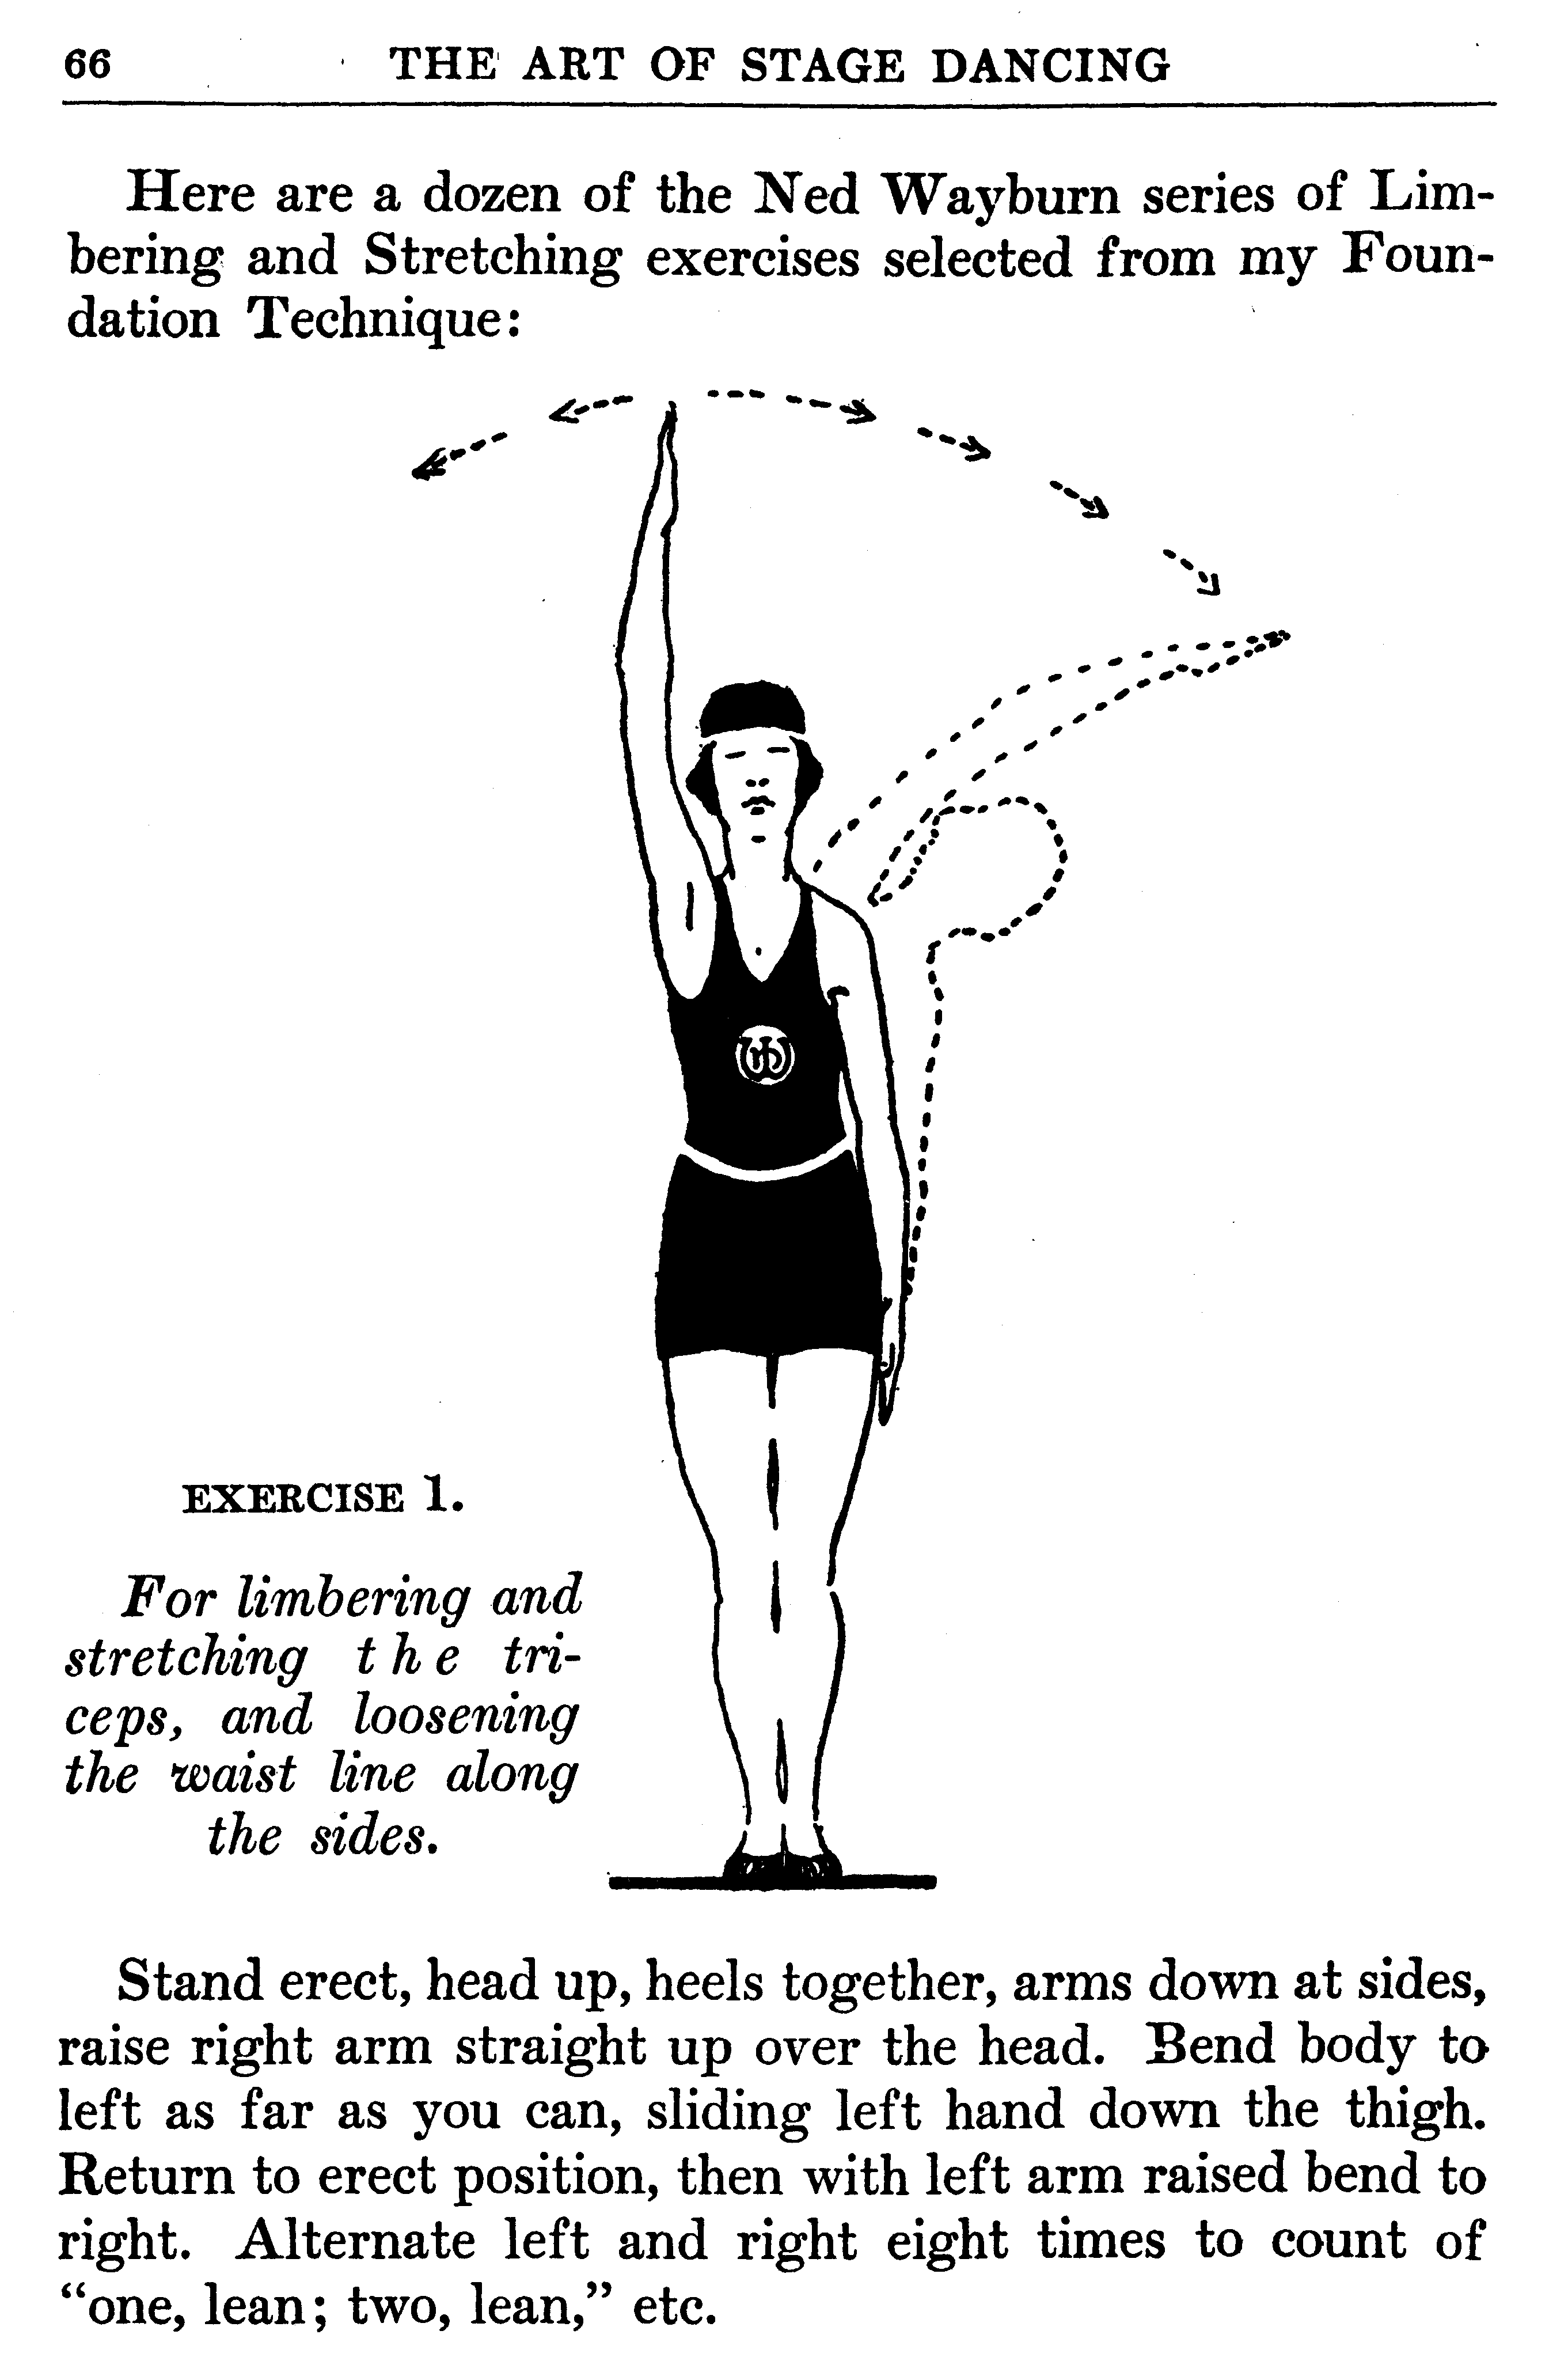 66 THE ART OF STAGE DANCING
Here are a dozen of the Ned Wayburn series of Lim-
bering and Stretching exercises selected from my Foun-
dation Technique:
W
EXERCISE 1.
For limbering and
stretching the tri-
ceps, and loosening
the waist line along
the sides.
Stand erect, head up, heels together, arms down at sides,
raise right arm straight up over the head. Bend body to
left as far as you can, sliding left hand down the thigh.
Return to erect position, then with left arm raised bend to
right. Alternate left and right eight times to count of
“one, lean; two, lean,” etc.